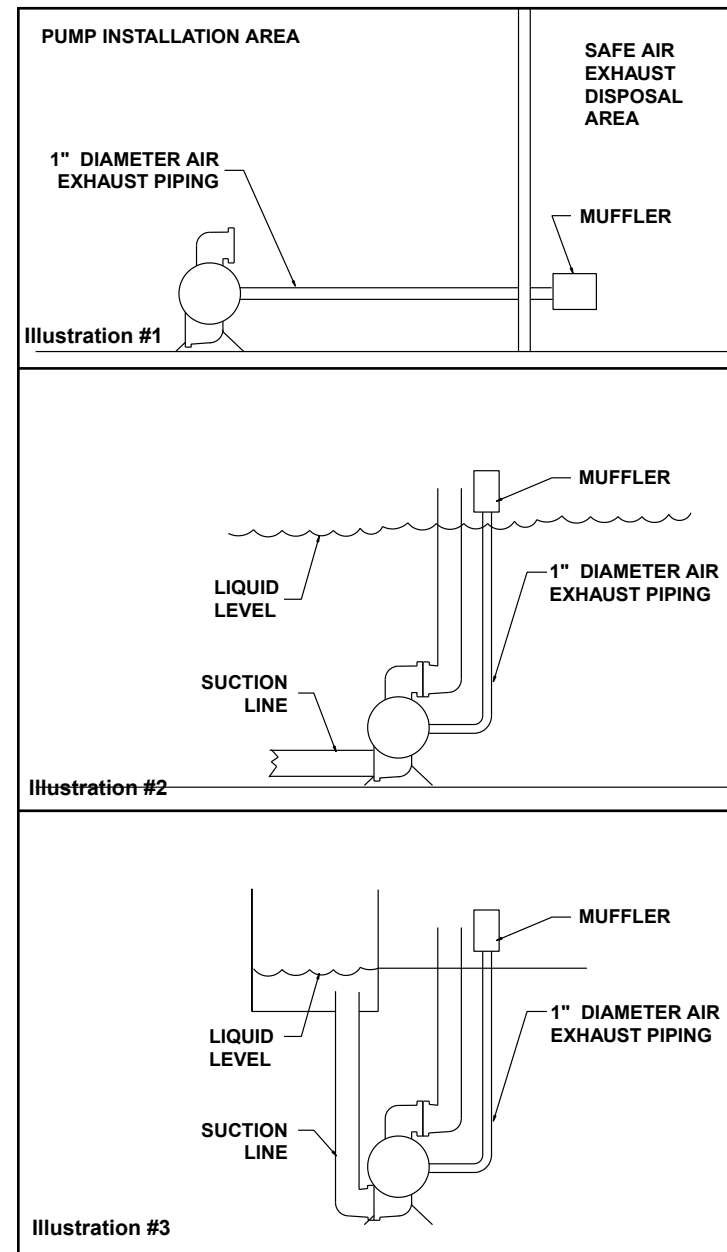 PUMP INSTALLATION AREA
SAFE AIR
EXHAUST
DISPOSAL
AREA
1" DIAMETER AIR
EXHAUST PIPING
MUFFLER
Illustration #1
MUFFLER
LIQUID
LEVEL
1" DIAMETER AIR
EXHAUST PIPING
SUCTION
LINE
Illustration #2
MUFFLER
LIQUID
LEVEL
1" DIAMETER AIR
EXHAUST PIPING
SUCTION
LINE
Illustration #3